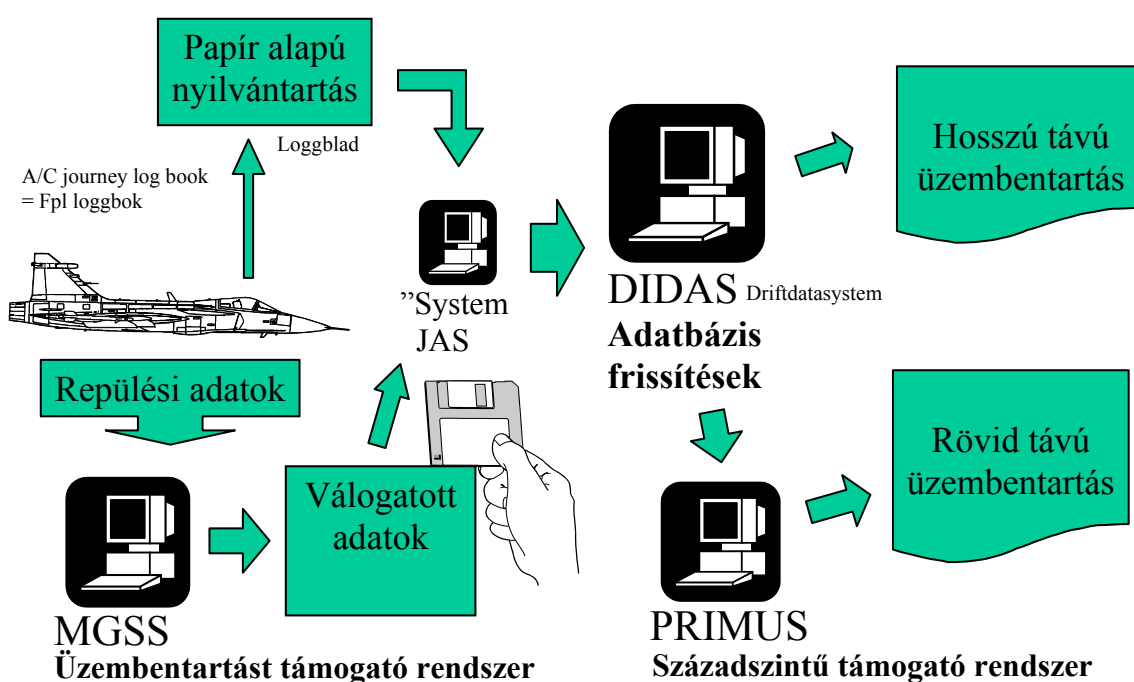 Papír alapú
nyilvántartás
Loggblad
A/C journey log book
= Fpl loggbok
”System
JAS
DIDAS Driftdatasystem
Adatbázis
frissítések
Hosszú távú
üzembentartás
Repülési adatok
Válogatott
adatok
Rövid távú
üzembentartás
MGSS
Üzembentartást támogató rendszer
PRIMUS
Századszintű támogató rendszer